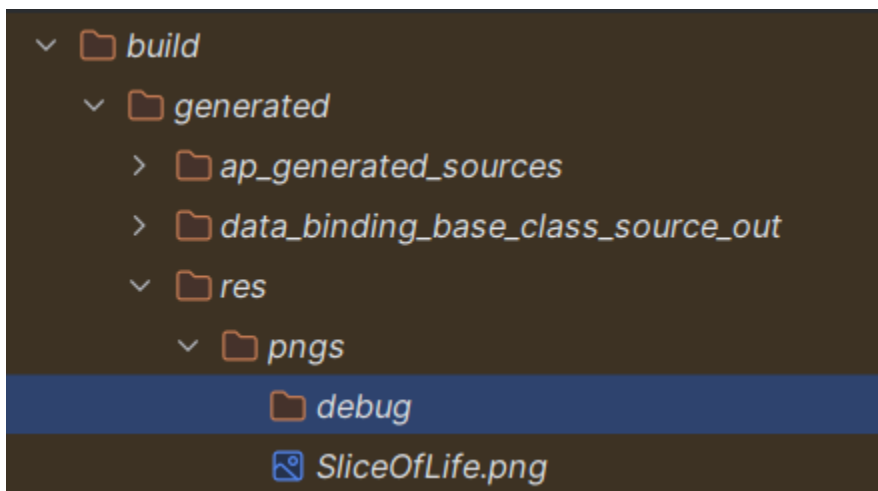 build
generated
ap_generated_sources
data_binding_base_class_source_out
res
pngs
debug
SliceOfLife.png